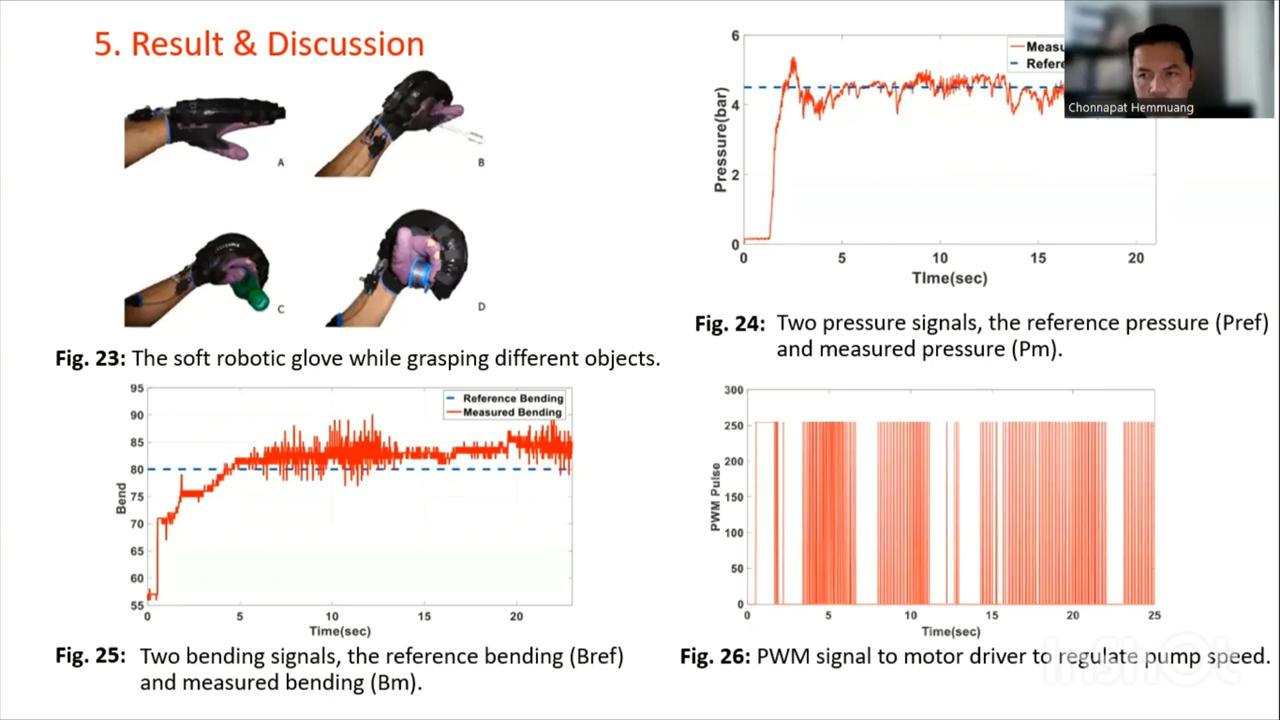 5. Result & Discussion
A
B
C
D
Fig. 23: The soft robotic glove while grasping different objects.
6
4
2
0
Pressure(bar)
0 5 10 15 20
TIme(sec)
Measu
Refere
Chonnapat Hemmuang
Fig. 24: Two pressure signals, the reference pressure (Pref)
and measured pressure (Pm).
95
90
85
80
75
70
65
60
55
Bend
Reference Bending
Measured Bending
0 5 10 15 20
Time(sec)
Fig. 25: Two bending signals, the reference bending (Bref)
and measured bending (Bm).
300
250
200
150
100
50
0
PWM Pulse
0 5 10 15 20 25
Time(sec)
Fig. 26: PWM signal to motor driver to regulate pump speed.
InShot